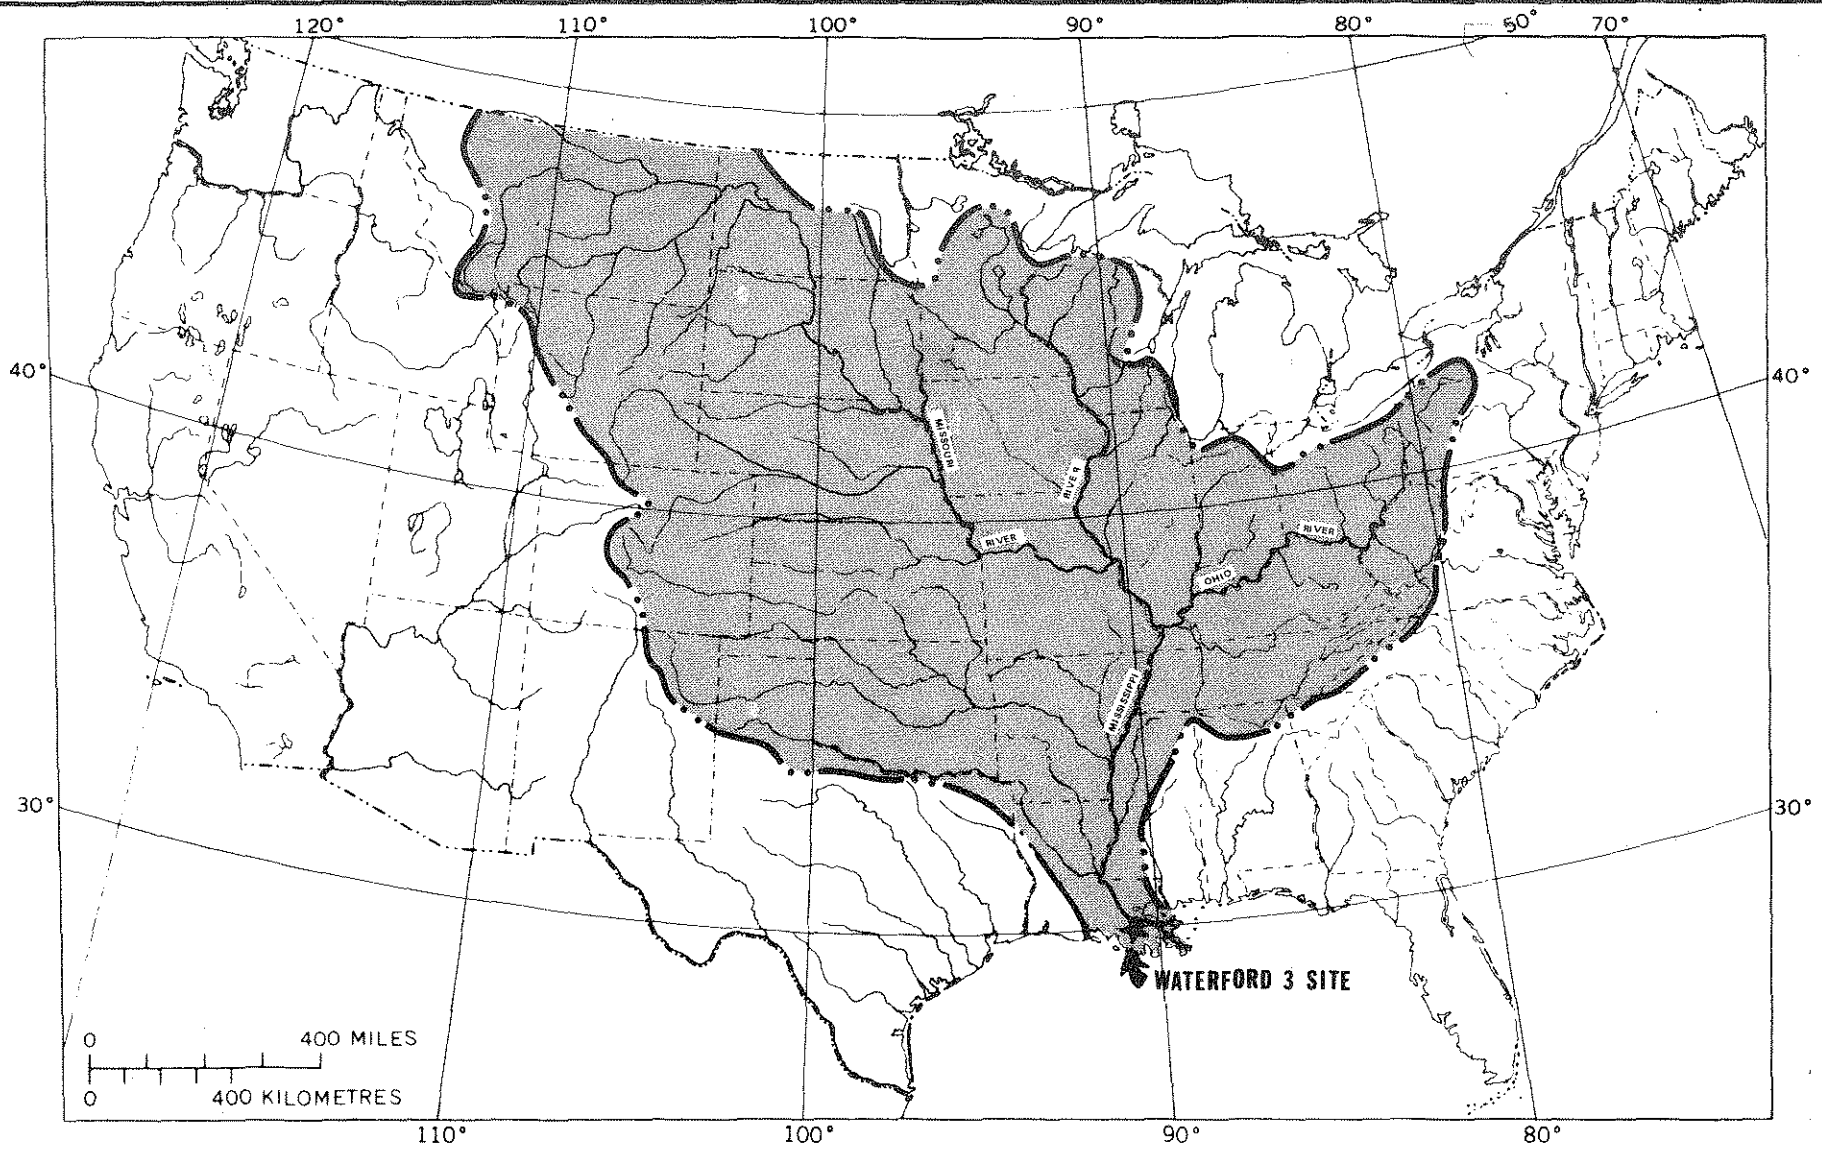 120° 110° 100° 90° 80° 50° 70°
40° 40°
MISSOURI
RIVER
RIVER
RIVER
OHIO
MISSISSIPPI
30° 30°
WATERFORD 3 SITE
0 400 MILES
0 400 KILOMETRES
110° 100° 90° 80°